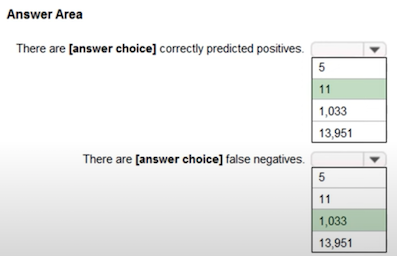 Answer Area
There are [answer choice] correctly predicted positives.
5
11
1,033
13,951
There are [answer choice] false negatives.
5
11
1,033
13,951